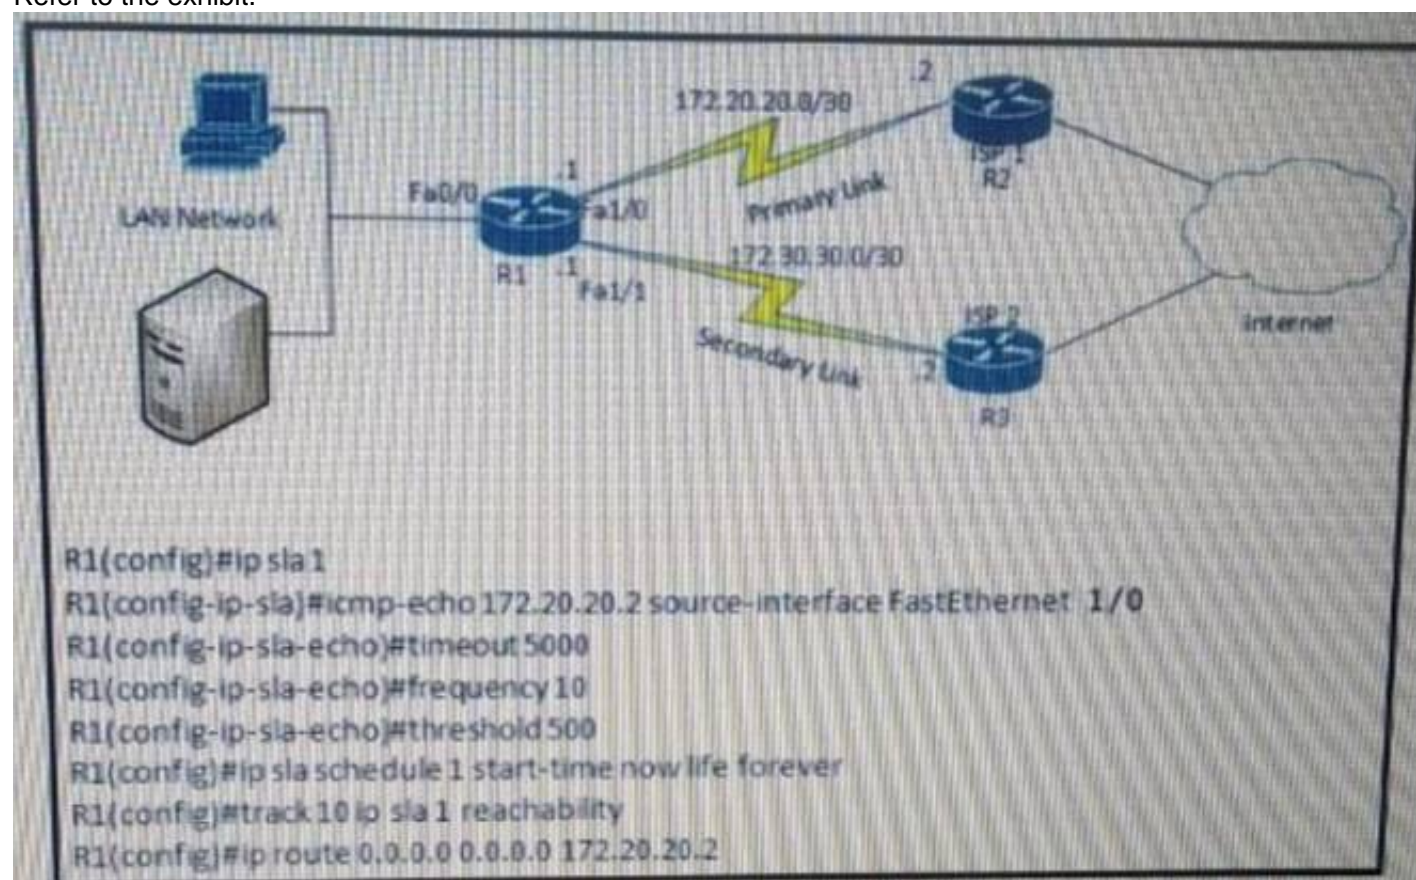 Refer to the exhibit.
.2
172.20.20.0/30
ISP 1
R2
Primary Link
Fa0/0
.1
Fa1/0
LAN Network
172.30.30.0/30
R1
.1
Fa1/1
ISP 2
Internet
Secondary Link
.2
R3
R1(config)#ip sla 1
R1(config-ip-sla)#icmp-echo 172.20.20.2 source-interface FastEthernet 1/0
R1(config-ip-sla-echo)#timeout 5000
R1(config-ip-sla-echo)#frequency 10
R1(config-ip-sla-echo)#threshold 500
R1(config)#ip sla schedule 1 start-time now life forever
R1(config)#track 10 ip sla 1 reachability
R1(config)#ip route 0.0.0.0 0.0.0.0 172.20.20.2